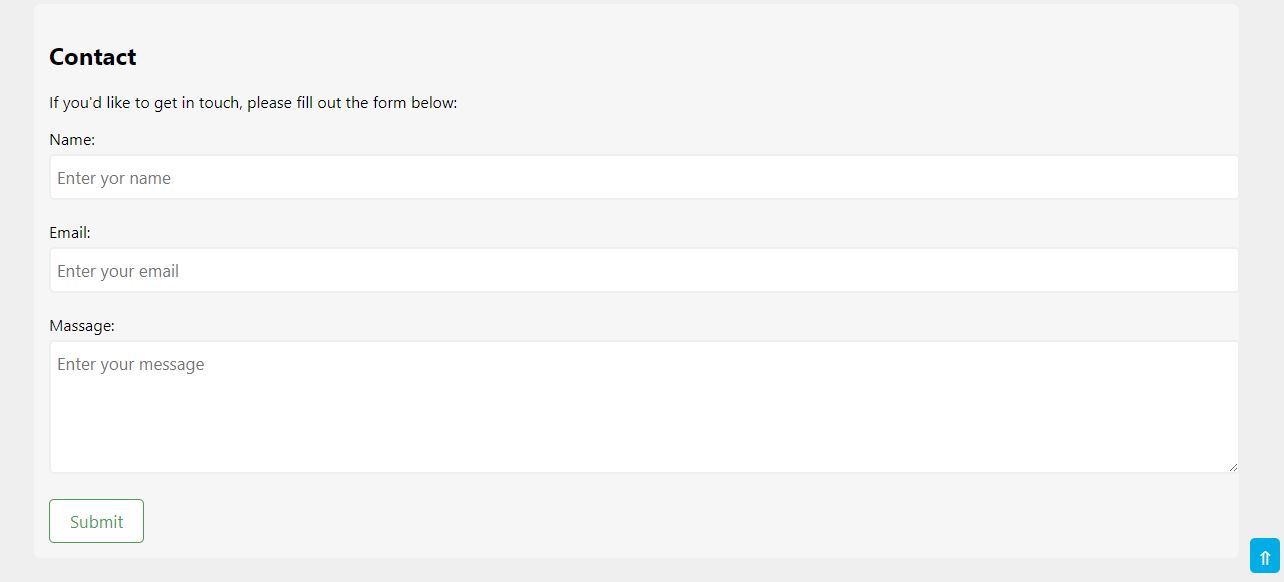 Contact
If you'd like to get in touch, please fill out the form below:
Name:
Enter yor name
Email:
Enter your email
Massage:
Enter your message
Submit
⇑